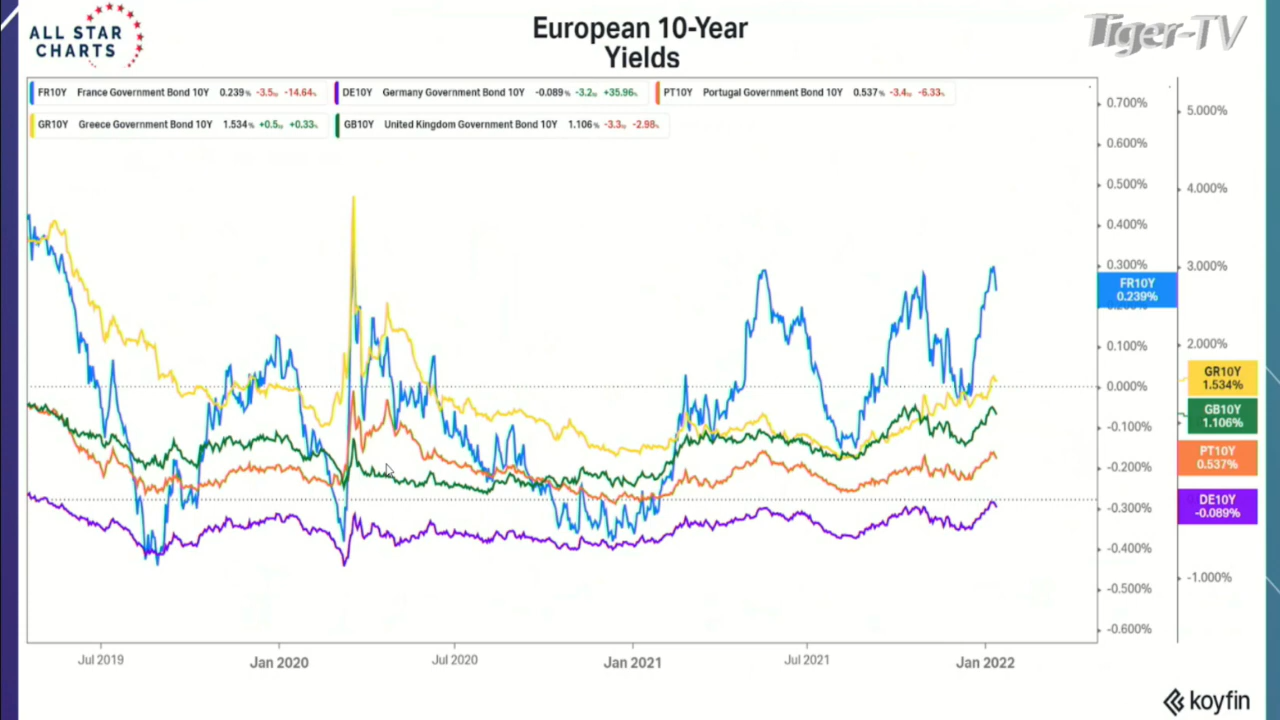 ALL STAR
CHARTS
European 10-Year
Yields
Tiger-TV
FR10Y France Government Bond 10Y 0.239% -3.5% -14.64% DE10Y Germany Government Bond 10Y -0.089% -3.2% +35.96% PT10Y Portugal Government Bond 10Y 0.537% -3.4% -6.33%
GR10Y Greece Government Bond 10Y 1.534% +0.5% +0.33% GB10Y United Kingdom Government Bond 10Y 1.106% -3.3% -2.98%
0.700%
0.600%
0.500%
0.400%
0.300%
FR10Y
0.239%
0.100%
0.000%
-0.100%
-0.200%
-0.300%
-0.400%
-0.500%
-0.600%
5.000%
4.000%
3.000%
2.000%
GR10Y
1.534%
GB10Y
1.106%
PT10Y
0.537%
DE10Y
-0.089%
-1.000%
Jul 2019 Jan 2020 Jul 2020 Jan 2021 Jul 2021 Jan 2022
koyfin